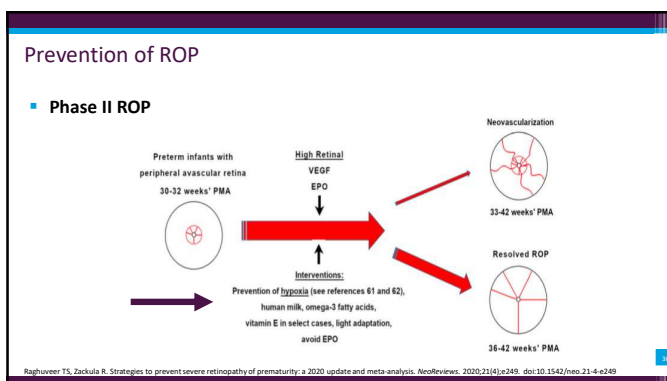 Prevention of ROP
▪ Phase II ROP
Preterm infants with
peripheral avascular retina
30-32 weeks' PMA
High Retinal
VEGF
EPO
Interventions:
Prevention of hypoxia (see references 61 and 62),
human milk, omega-3 fatty acids,
vitamin E in select cases, light adaptation,
avoid EPO
Neovascularization
33-42 weeks' PMA
Resolved ROP
36-42 weeks' PMA
Raghuveer TS, Zackula R. Strategies to prevent severe retinopathy of prematurity: a 2020 update and meta-analysis. NeoReviews. 2020;21(4);e249. doi:10.1542/neo.21-4-e249